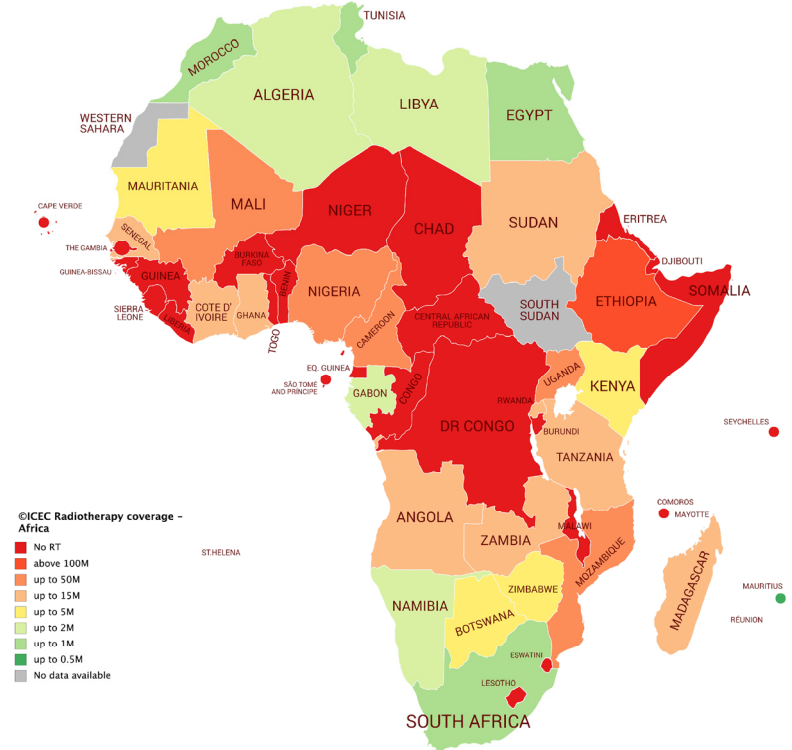 TUNISIA
MOROCCO
ALGERIA
LIBYA
EGYPT
WESTERN
SAHARA
MAURITANIA
MALI
NIGER
CHAD
SUDAN
ERITREA
CAPE VERDE
SENEGAL
THE GAMBIA
GUINEA-BISSAU
GUINEA
BURKINA
FASO
BENIN
NIGERIA
DJIBOUTI
SOMALIA
ETHIOPIA
SOUTH
SUDAN
SIERRA
LEONE
LIBERIA
COTE D'
IVOIRE
GHANA
TOGO
CAMEROON
CENTRAL AFRICAN
REPUBLIC
EQ. GUINEA
SÃO TOMÉ
AND PRÍNCIPE
GABON
CONGO
DR CONGO
UGANDA
KENYA
RWANDA
BURUNDI
TANZANIA
SEYCHELLES
COMOROS
MAYOTTE
ANGOLA
ZAMBIA
MALAWI
MOZAMBIQUE
MADAGASCAR
MAURITIUS
RÉUNION
ST.HELENA
NAMIBIA
BOTSWANA
ZIMBABWE
ESWATINI
LESOTHO
SOUTH AFRICA
©ICEC Radiotherapy coverage –
Africa
No RT
above 100M
up to 50M
up to 15M
up to 5M
up to 2M
up to 1M
up to 0.5M
No data available